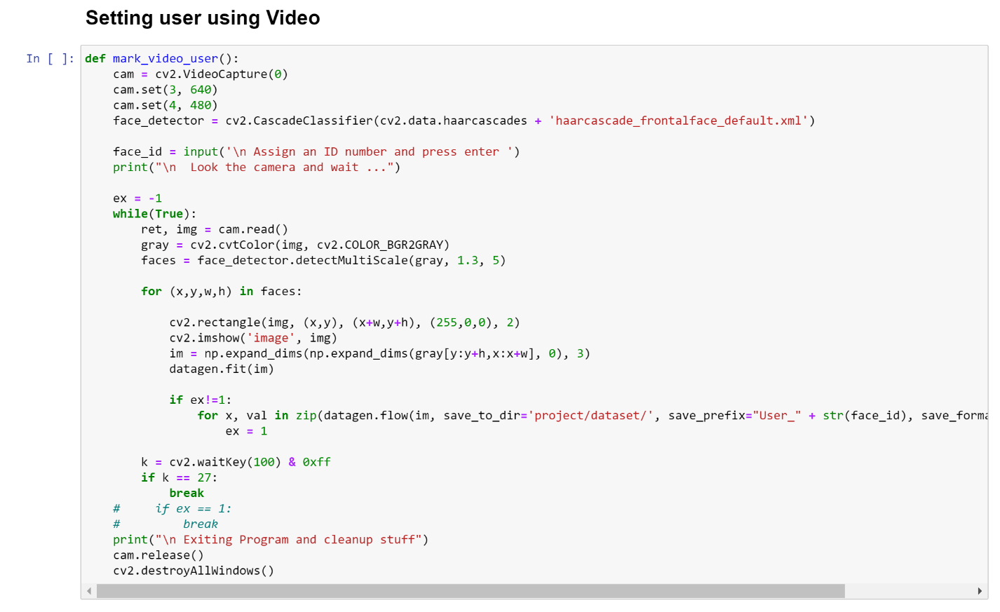 Setting user using Video
In [ ]: def mark_video_user():
    cam = cv2.VideoCapture(0)
    cam.set(3, 640)
    cam.set(4, 480)
    face_detector = cv2.CascadeClassifier(cv2.data.haarcascades + 'haarcascade_frontalface_default.xml')

    face_id = input('\n Assign an ID number and press enter ')
    print("\n  Look the camera and wait ...")

    ex = -1
    while(True):
        ret, img = cam.read()
        gray = cv2.cvtColor(img, cv2.COLOR_BGR2GRAY)
        faces = face_detector.detectMultiScale(gray, 1.3, 5)

        for (x,y,w,h) in faces:

            cv2.rectangle(img, (x,y), (x+w,y+h), (255,0,0), 2)
            cv2.imshow('image', img)
            im = np.expand_dims(np.expand_dims(gray[y:y+h,x:x+w], 0), 3)
            datagen.fit(im)

            if ex!=1:
                for x, val in zip(datagen.flow(im, save_to_dir='project/dataset/', save_prefix="User_" + str(face_id), save_forma
                    ex = 1

        k = cv2.waitKey(100) & 0xff
        if k == 27:
            break
    #     if ex == 1:
    #         break
    print("\n Exiting Program and cleanup stuff")
    cam.release()
    cv2.destroyAllWindows()